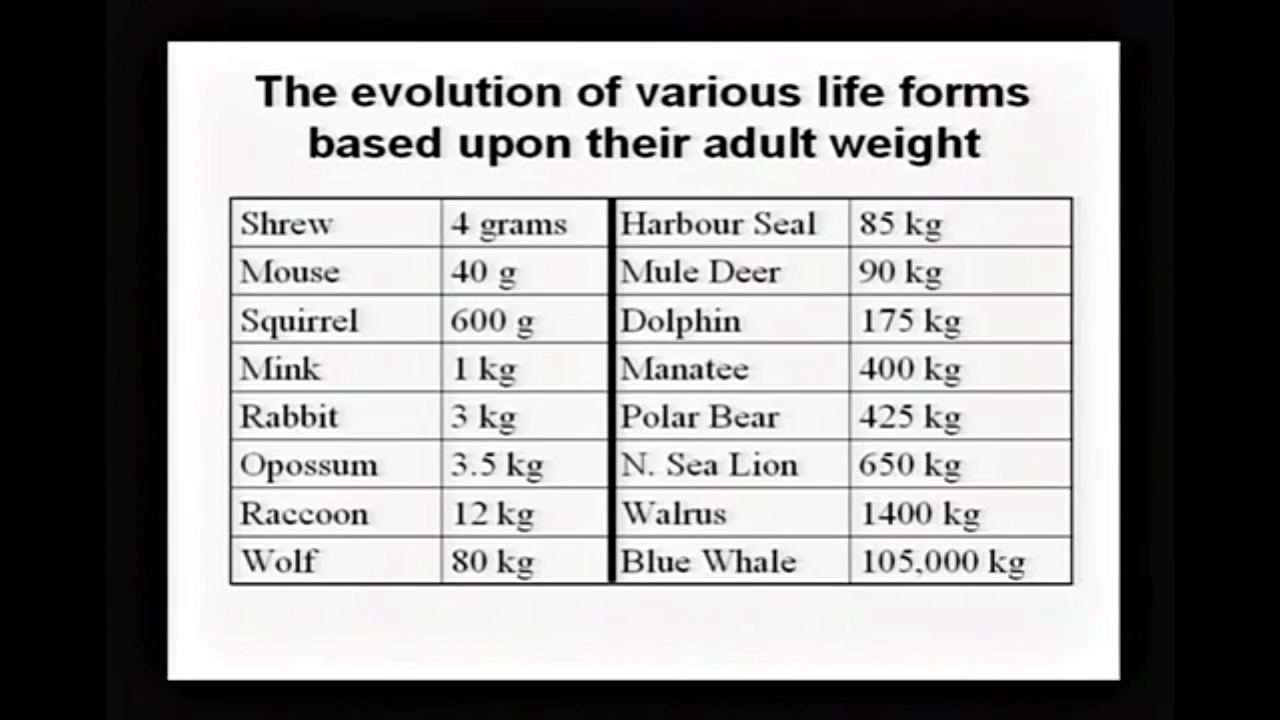 The evolution of various life forms
based upon their adult weight
Shrew 4 grams Harbour Seal 85 kg
Mouse 40 g Mule Deer 90 kg
Squirrel 600 g Dolphin 175 kg
Mink 1 kg Manatee 400 kg
Rabbit 3 kg Polar Bear 425 kg
Opossum 3.5 kg N. Sea Lion 650 kg
Raccoon 12 kg Walrus 1400 kg
Wolf 80 kg Blue Whale 105,000 kg